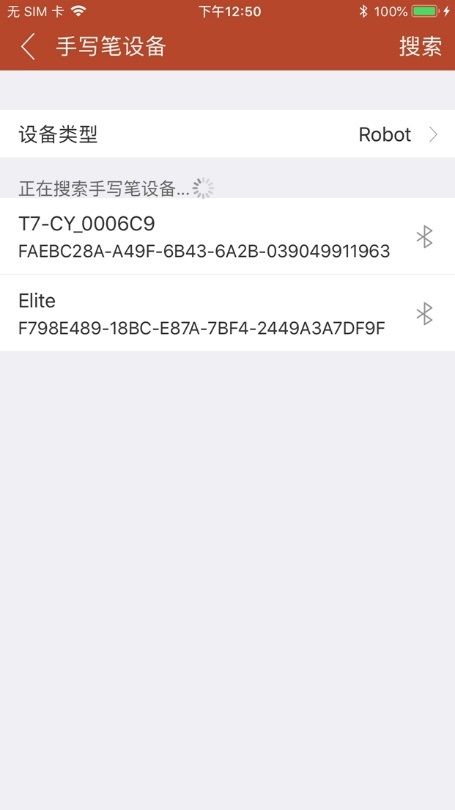 无 SIM 卡 下午12:50 100%
手写笔设备 搜索
设备类型 Robot
正在搜索手写笔设备...
T7-CY_0006C9
FAEBC28A-A49F-6B43-6A2B-039049911963
Elite
F798E489-18BC-E87A-7BF4-2449A3A7DF9F